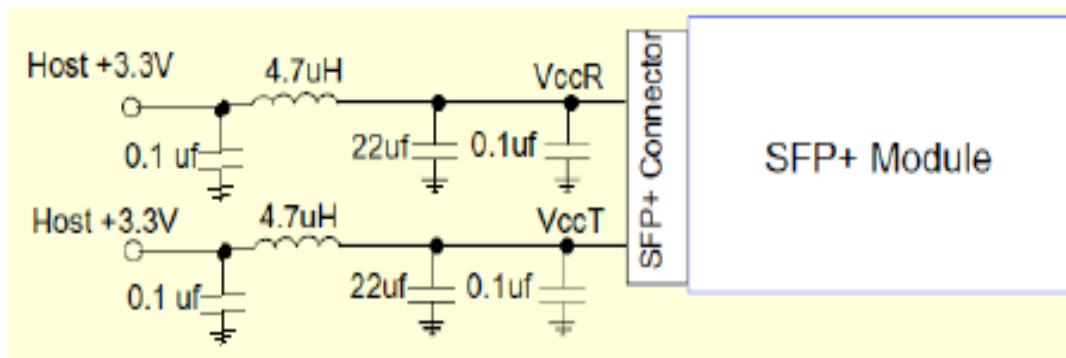 Host +3.3V
4.7uH
VccR
0.1 uf
22uf
0.1uf
Host +3.3V
4.7uH
VccT
0.1 uf
22uf
0.1uf
SFP+ Connector
SFP+ Module